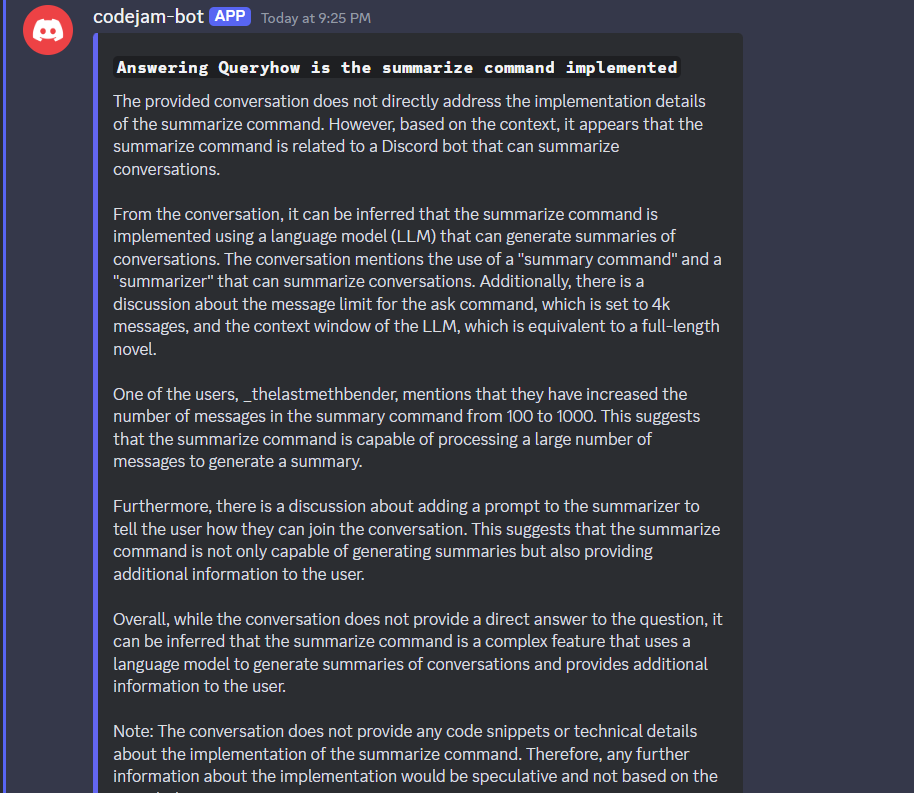 codejam-bot APP Today at 9:25 PM
Answering Queryhow is the summarize command implemented
The provided conversation does not directly address the implementation details
of the summarize command. However, based on the context, it appears that the
summarize command is related to a Discord bot that can summarize
conversations.
From the conversation, it can be inferred that the summarize command is
implemented using a language model (LLM) that can generate summaries of
conversations. The conversation mentions the use of a "summary command" and a
"summarizer" that can summarize conversations. Additionally, there is a
discussion about the message limit for the ask command, which is set to 4k
messages, and the context window of the LLM, which is equivalent to a full-length
novel.
One of the users, _thelastmethbender, mentions that they have increased the
number of messages in the summary command from 100 to 1000. This suggests
that the summarize command is capable of processing a large number of
messages to generate a summary.
Furthermore, there is a discussion about adding a prompt to the summarizer to
tell the user how they can join the conversation. This suggests that the summarize
command is not only capable of generating summaries but also providing
additional information to the user.
Overall, while the conversation does not provide a direct answer to the question, it
can be inferred that the summarize command is a complex feature that uses a
language model to generate summaries of conversations and provides additional
information to the user.
Note: The conversation does not provide any code snippets or technical details
about the implementation of the summarize command. Therefore, any further
information about the implementation would be speculative and not based on the